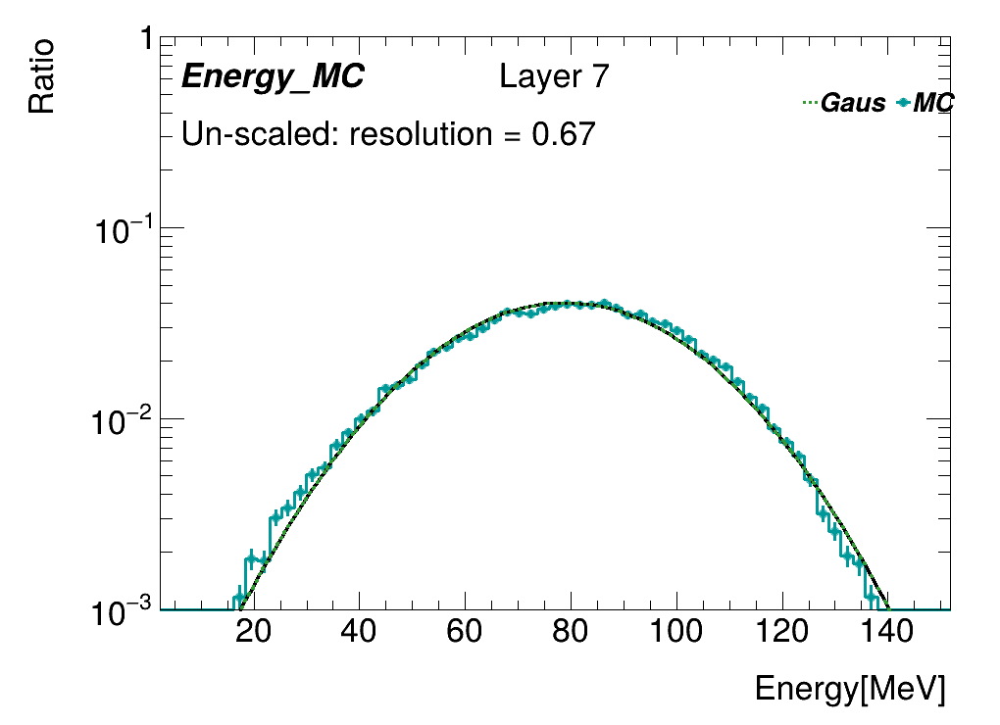 Ratio
1
10⁻¹
10⁻²
10⁻³
Energy_MC Layer 7
Un-scaled: resolution = 0.67
Gaus MC
20 40 60 80 100 120 140
Energy[MeV]